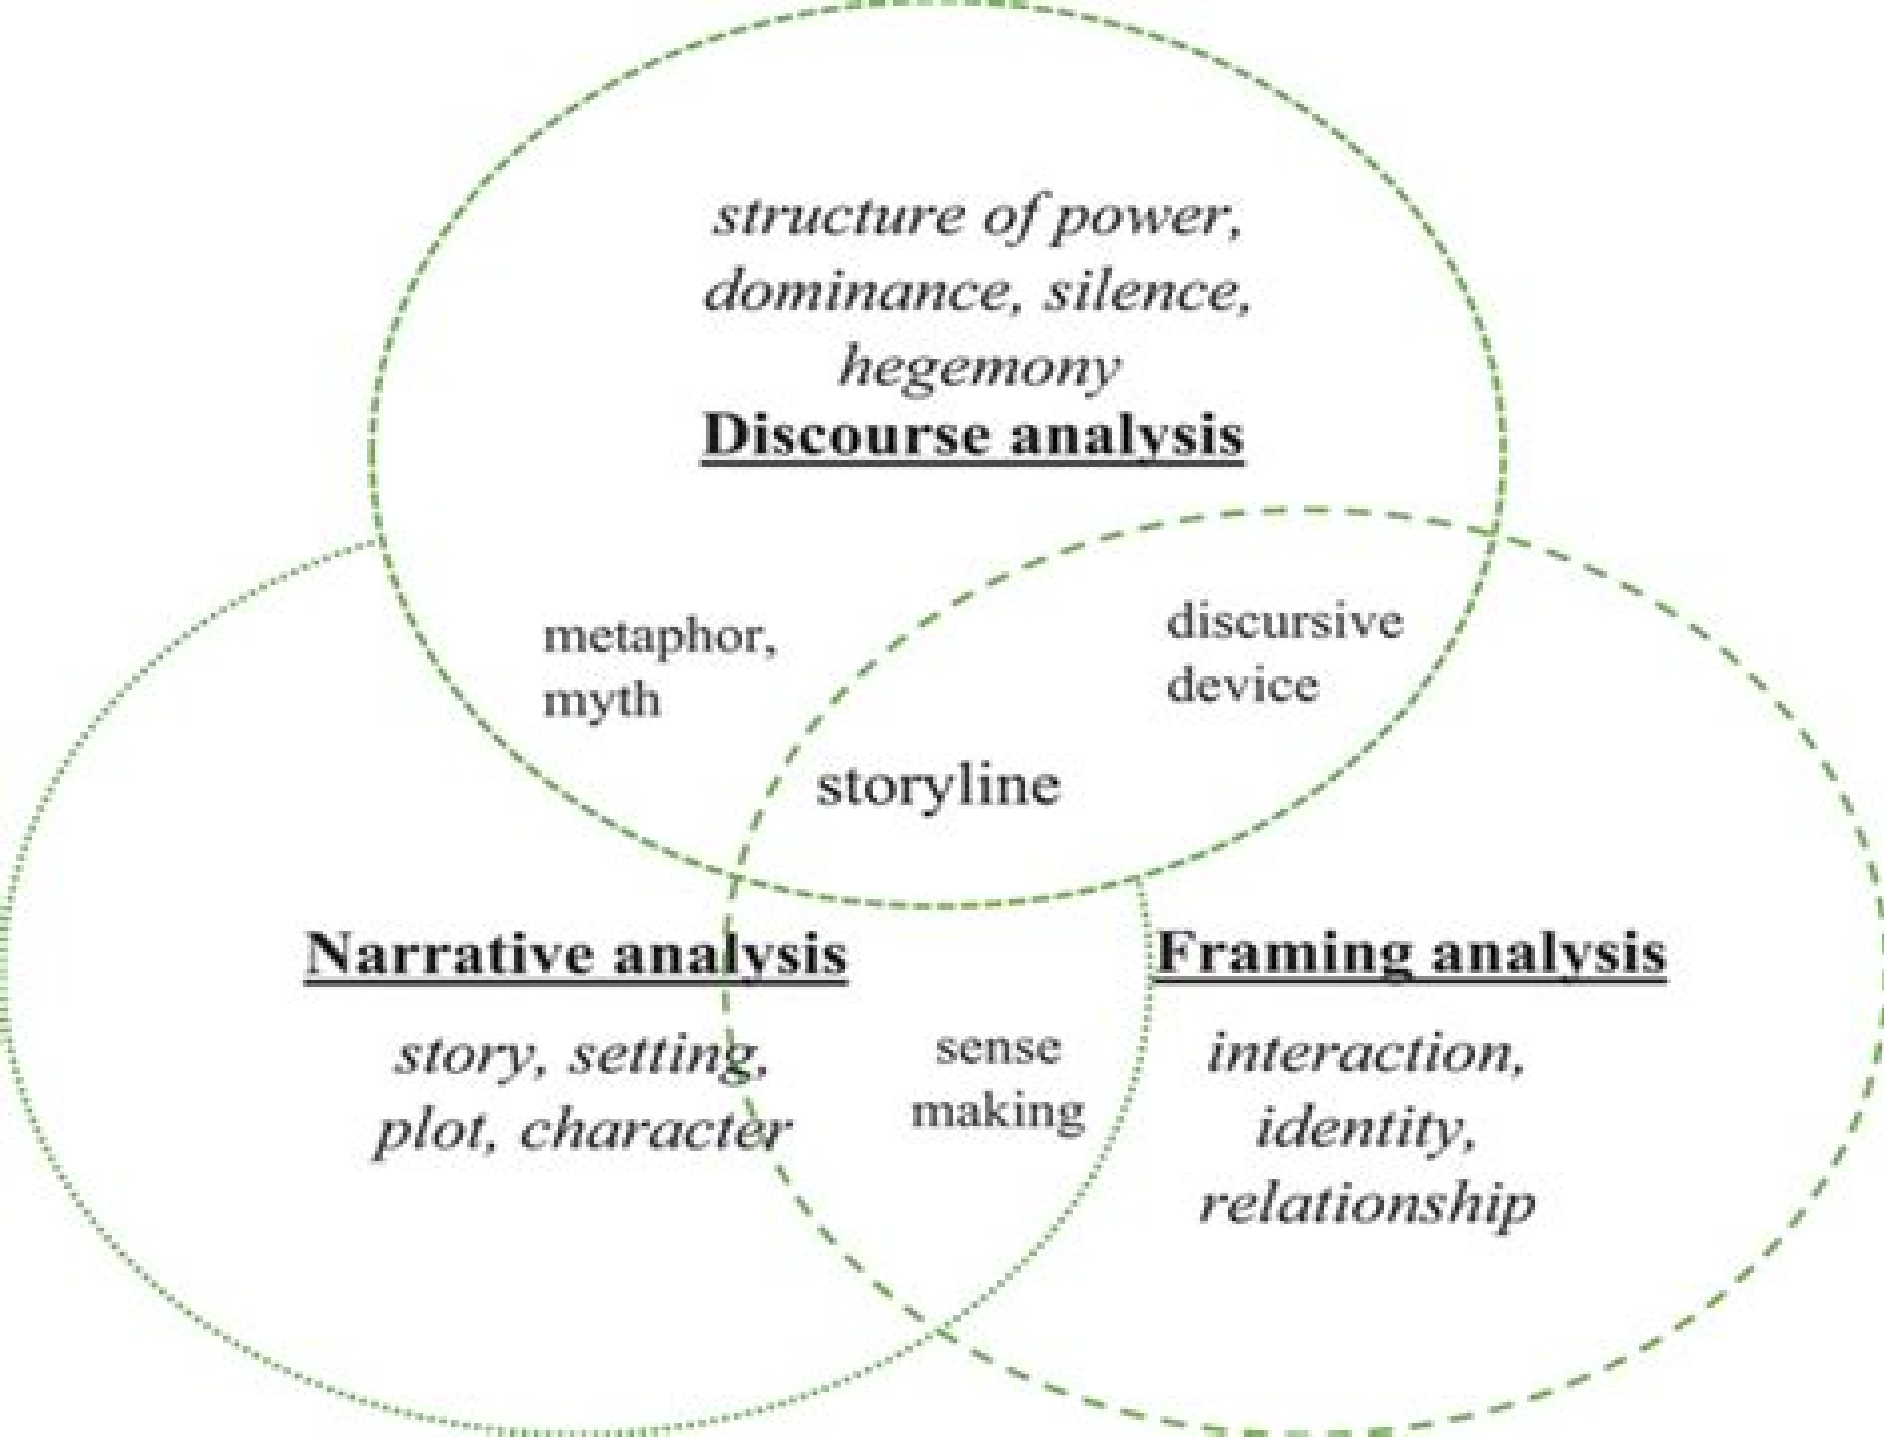 structure of power,
dominance, silence,
hegemony
Discourse analysis
metaphor,
myth
discursive
device
storyline
Narrative analysis
story, setting,
plot, character
sense
making
Framing analysis
interaction,
identity,
relationship